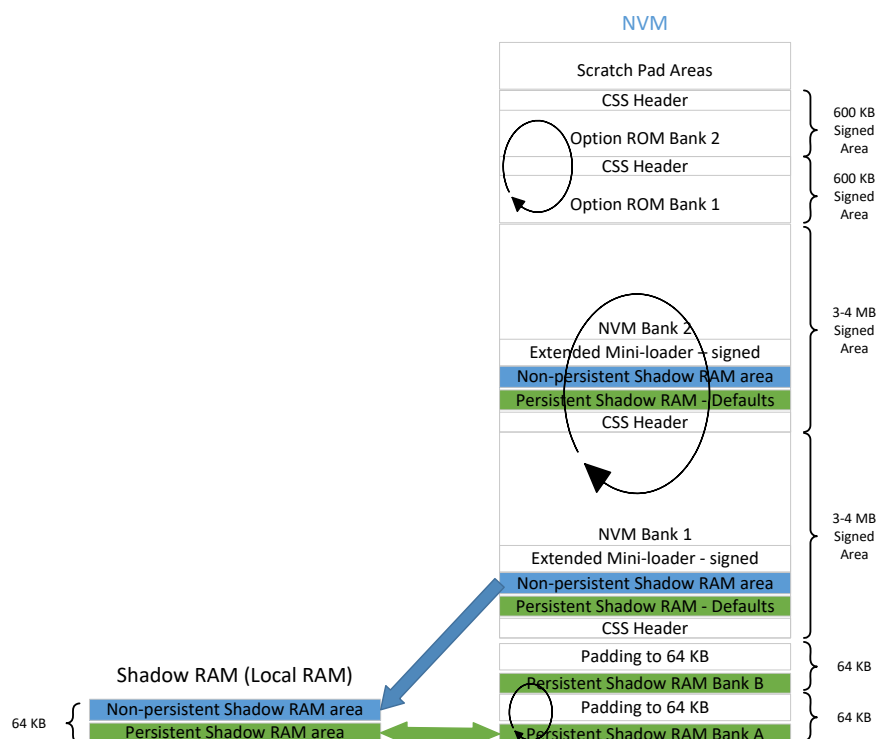 NVM
Scratch Pad Areas
CSS Header
Option ROM Bank 2
600 KB
Signed
Area
CSS Header
Option ROM Bank 1
600 KB
Signed
Area
NVM Bank 2
Extended Mini-loader – signed
Non-persistent Shadow RAM area
Persistent Shadow RAM - Defaults
CSS Header
3-4 MB
Signed
Area
NVM Bank 1
Extended Mini-loader - signed
Non-persistent Shadow RAM area
Persistent Shadow RAM - Defaults
CSS Header
3-4 MB
Signed
Area
Padding to 64 KB
Persistent Shadow RAM Bank B
64 KB
Padding to 64 KB
Persistent Shadow RAM Bank A
64 KB
Shadow RAM (Local RAM)
Non-persistent Shadow RAM area
Persistent Shadow RAM area
64 KB